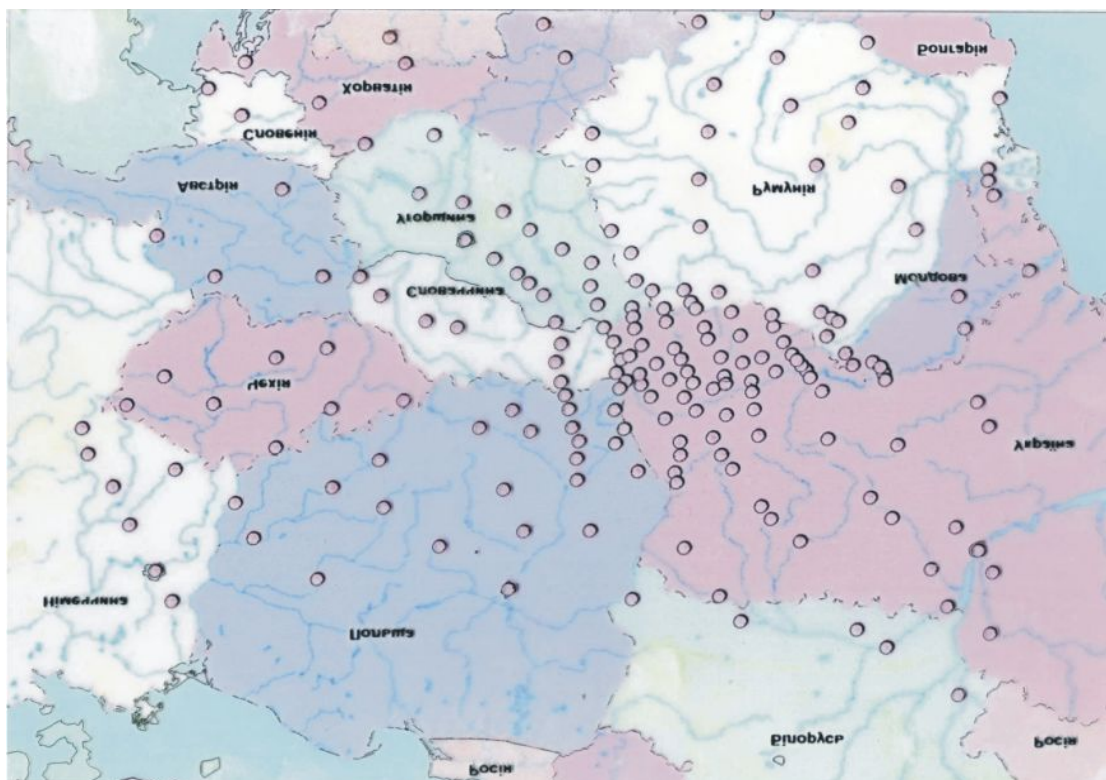 Болгарія
Хорватія
Словенія
Австрія
Румунія
Угорщина
Молдова
Словаччина
Чехія
Україна
Німеччина
Польща
Білорусь
Росія
Росія